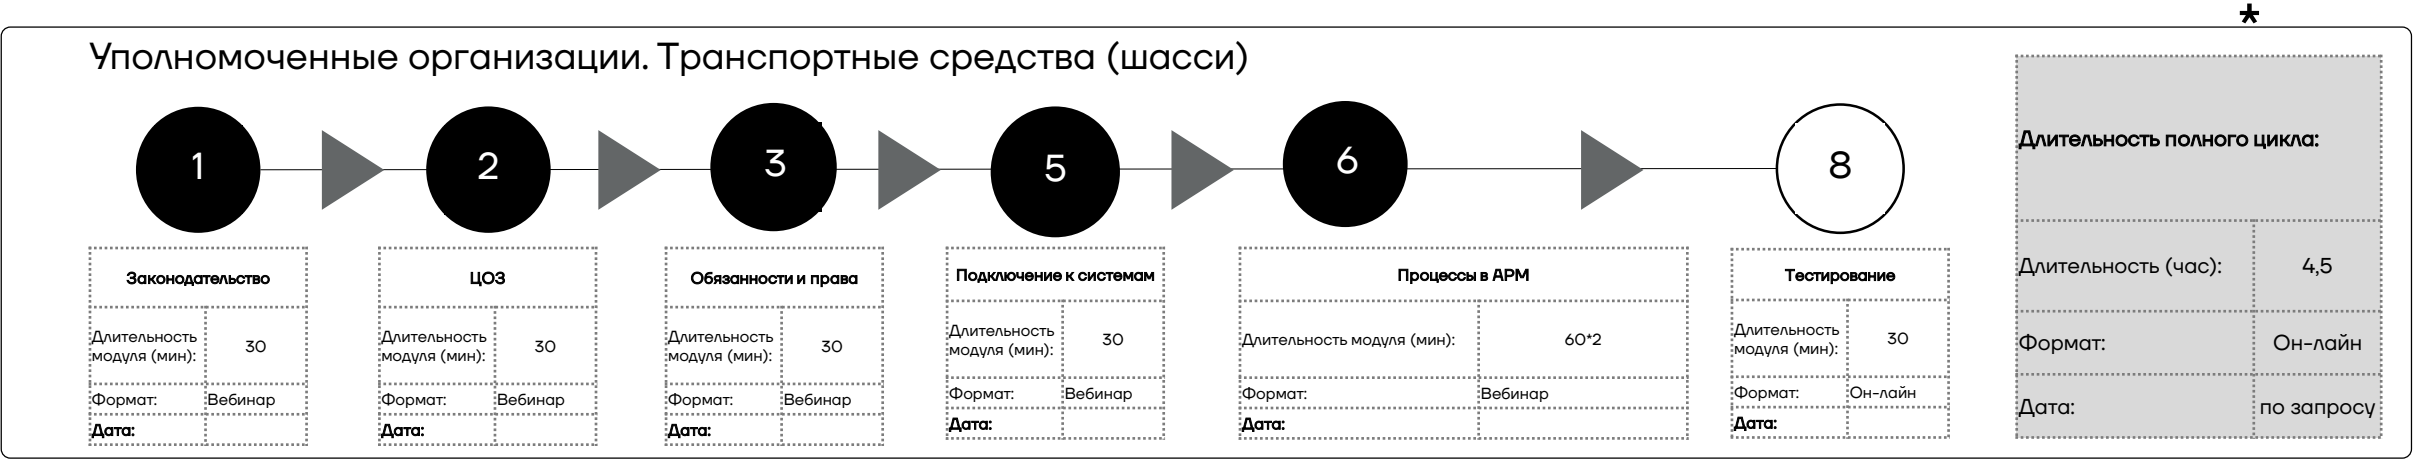 *
Уполномоченные организации. Транспортные средства (шасси)
1
2
3
5
6
8
Законодательство
Длительность модуля (мин):
30
Формат:
Вебинар
Дата:
ЦОЗ
Длительность модуля (мин):
30
Формат:
Вебинар
Дата:
Обязанности и права
Длительность модуля (мин):
30
Формат:
Вебинар
Дата:
Подключение к системам
Длительность модуля (мин):
30
Формат:
Вебинар
Дата:
Процессы в АРМ
Длительность модуля (мин):
60*2
Формат:
Вебинар
Дата:
Тестирование
Длительность модуля (мин):
30
Формат:
Он-лайн
Дата:
Длительность полного цикла:
Длительность (час):
4,5
Формат:
Он-лайн
Дата:
по запросу